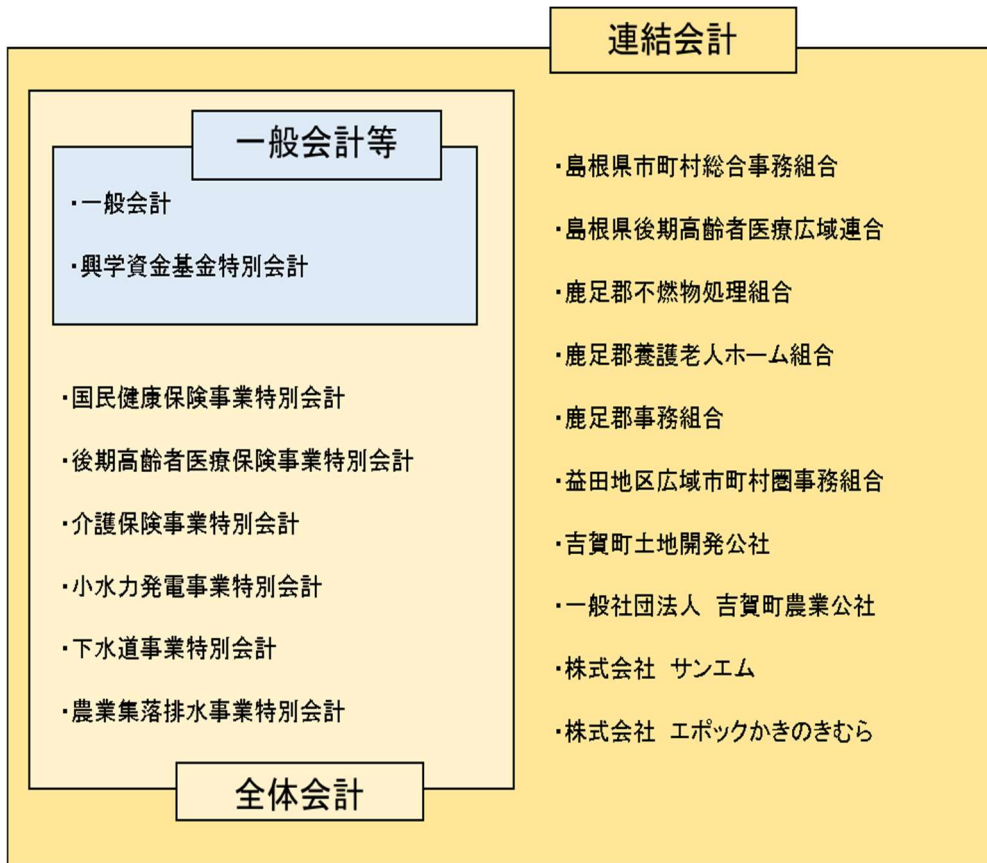 連結会計
一般会計等
・一般会計
・興学資金基金特別会計
・国民健康保険事業特別会計
・後期高齢者医療保険事業特別会計
・介護保険事業特別会計
・小水力発電事業特別会計
・下水道事業特別会計
・農業集落排水事業特別会計
全体会計
・島根県市町村総合事務組合
・島根県後期高齢者医療広域連合
・鹿足郡不燃物処理組合
・鹿足郡養護老人ホーム組合
・鹿足郡事務組合
・益田地区広域市町村圏事務組合
・吉賀町土地開発公社
・一般社団法人 吉賀町農業公社
・株式会社 サンエム
・株式会社 エポックかきのきむら